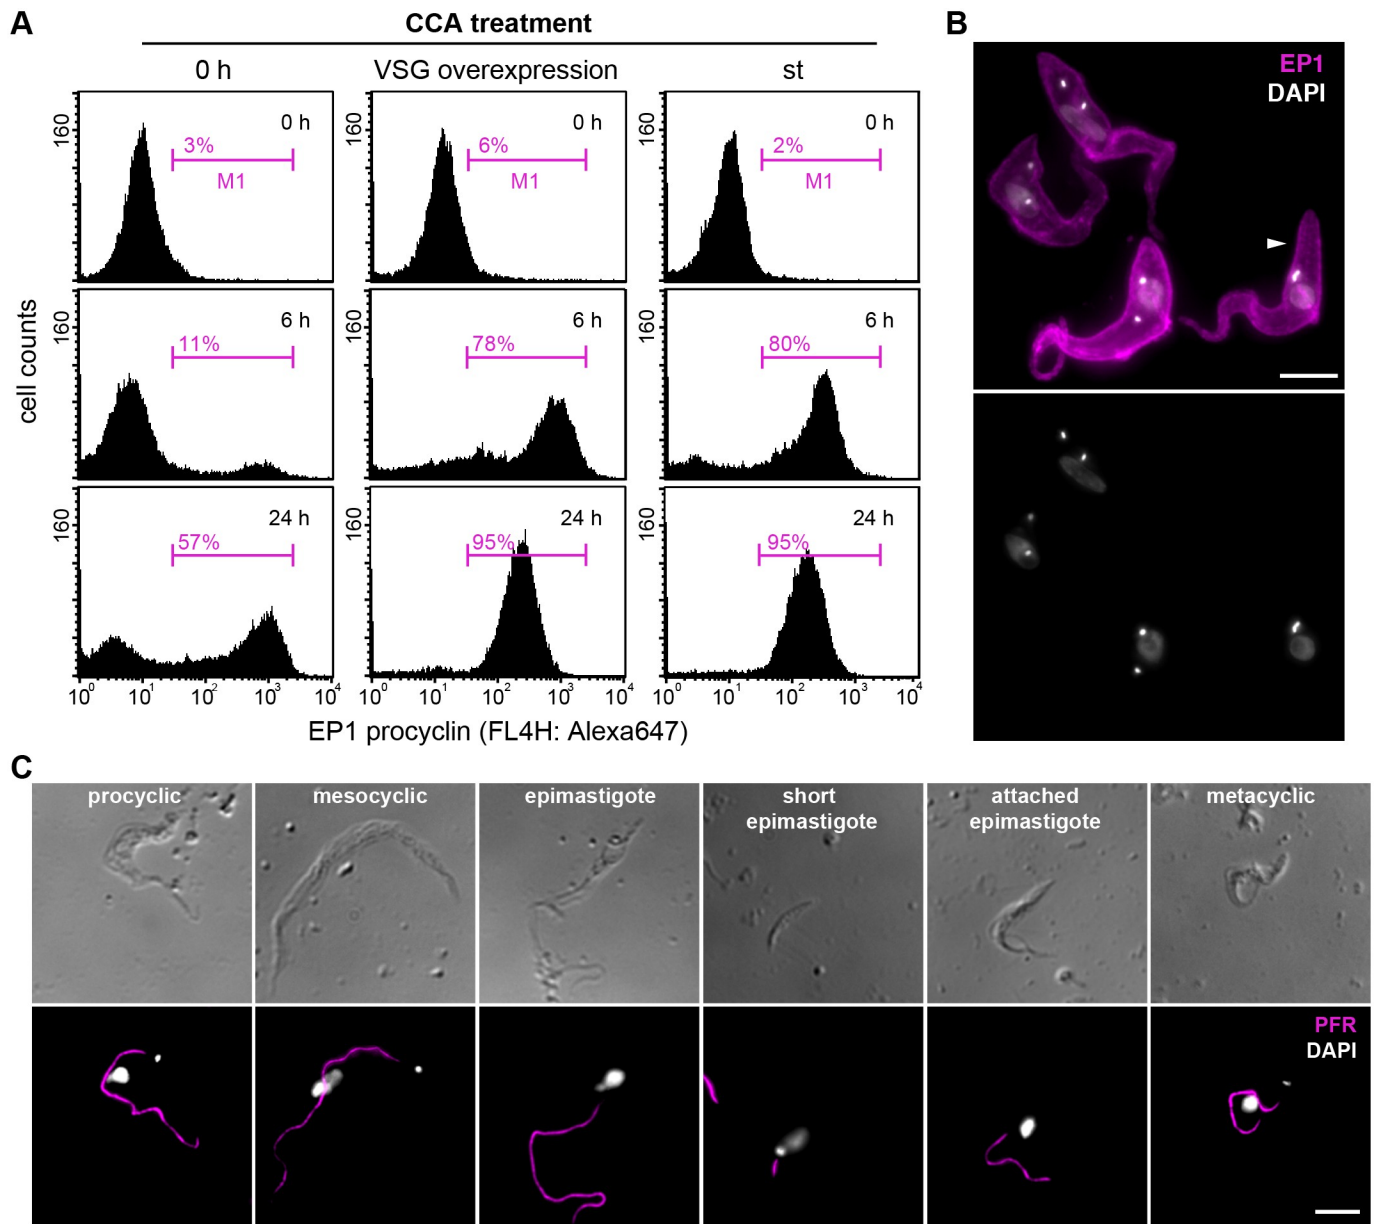 A
CCA treatment
0 h
VSG overexpression
st
160
0 h
3%
M1
0 h
6%
M1
0 h
2%
M1
cell counts
160
6 h
11%
160
6 h
78%
160
6 h
80%
160
24 h
57%
160
24 h
95%
160
24 h
95%
10⁰ 10¹ 10² 10³ 10⁴
10⁰ 10¹ 10² 10³ 10⁴
10⁰ 10¹ 10² 10³ 10⁴
EP1 procyclin (FL4H: Alexa647)
B
EP1
DAPI
C
procyclic
mesocyclic
epimastigote
short
epimastigote
attached
epimastigote
metacyclic
PFR
DAPI